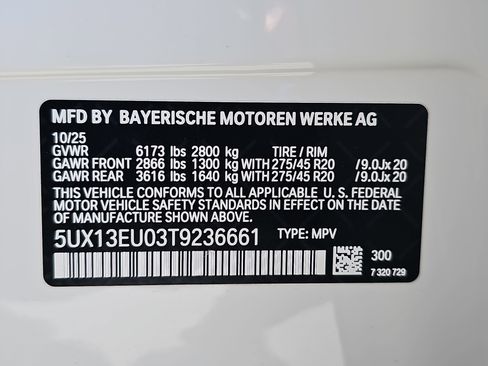 MFD BY BAYERISCHE MOTOREN WERKE AG
10/25
GVWR 6173 lbs 2800 kg TIRE / RIM
GAWR FRONT 2866 lbs 1300 kg WITH 275/45 R20 /9.0Jx 20
GAWR REAR 3616 lbs 1640 kg WITH 275/45 R20 /9.0Jx 20
THIS VEHICLE CONFORMS TO ALL APPLICABLE U. S. FEDERAL
MOTOR VEHICLE SAFETY STANDARDS IN EFFECT ON THE
DATE OF MANUFACTURE SHOWN ABOVE.
5UX13EU03T9236661 TYPE: MPV
300
7 320 729